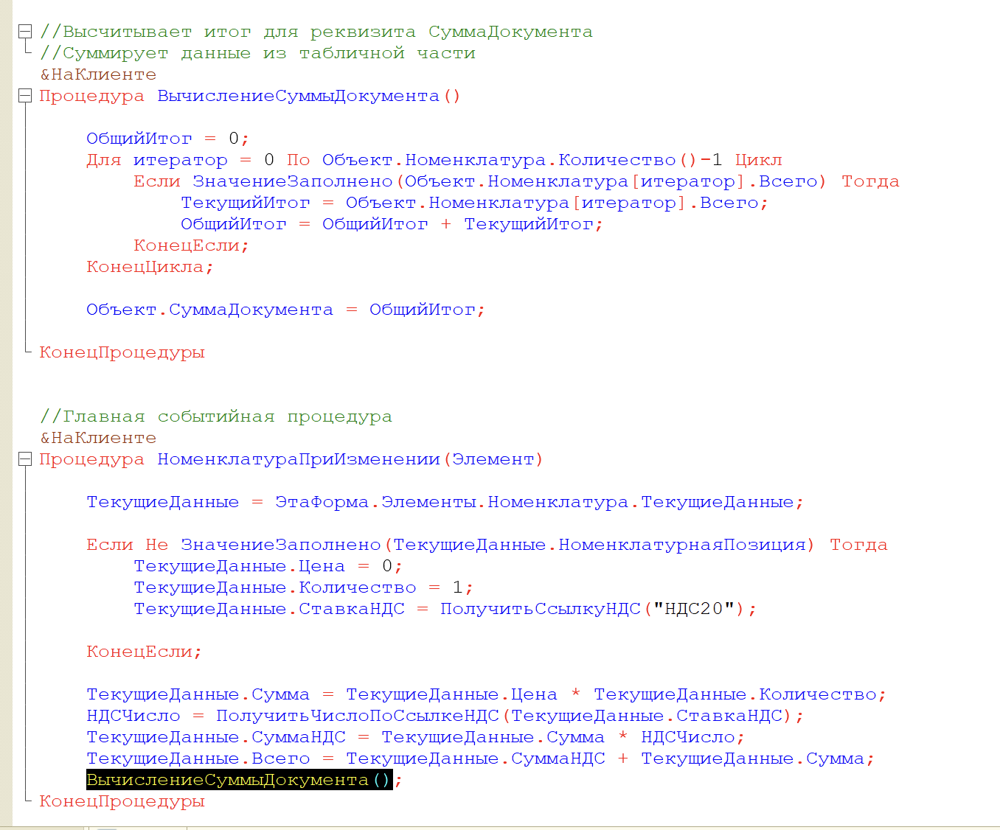 //Высчитывает итог для реквизита СуммаДокумента
//Суммирует данные из табличной части
&НаКлиенте
Процедура ВычислениеСуммыДокумента()
ОбщийИтог = 0;
Для итератор = 0 По Объект.Номенклатура.Количество()-1 Цикл
Если ЗначениеЗаполнено(Объект.Номенклатура[итератор].Всего) Тогда
ТекущийИтог = Объект.Номенклатура[итератор].Всего;
ОбщийИтог = ОбщийИтог + ТекущийИтог;
КонецЕсли;
КонецЦикла;
Объект.СуммаДокумента = ОбщийИтог;
КонецПроцедуры
//Главная событийная процедура
&НаКлиенте
Процедура НоменклатураПриИзменении(Элемент)
ТекущиеДанные = ЭтаФорма.Элементы.Номенклатура.ТекущиеДанные;
Если Не ЗначениеЗаполнено(ТекущиеДанные.НоменклатурнаяПозиция) Тогда
ТекущиеДанные.Цена = 0;
ТекущиеДанные.Количество = 1;
ТекущиеДанные.СтавкаНДС = ПолучитьСсылкуНДС("НДС20");
КонецЕсли;
ТекущиеДанные.Сумма = ТекущиеДанные.Цена * ТекущиеДанные.Количество;
НДСЧисло = ПолучитьЧислоПоСсылкеНДС(ТекущиеДанные.СтавкаНДС);
ТекущиеДанные.СуммаНДС = ТекущиеДанные.Сумма * НДСЧисло;
ТекущиеДанные.Всего = ТекущиеДанные.СуммаНДС + ТекущиеДанные.Сумма;
ВычислениеСуммыДокумента();
КонецПроцедуры